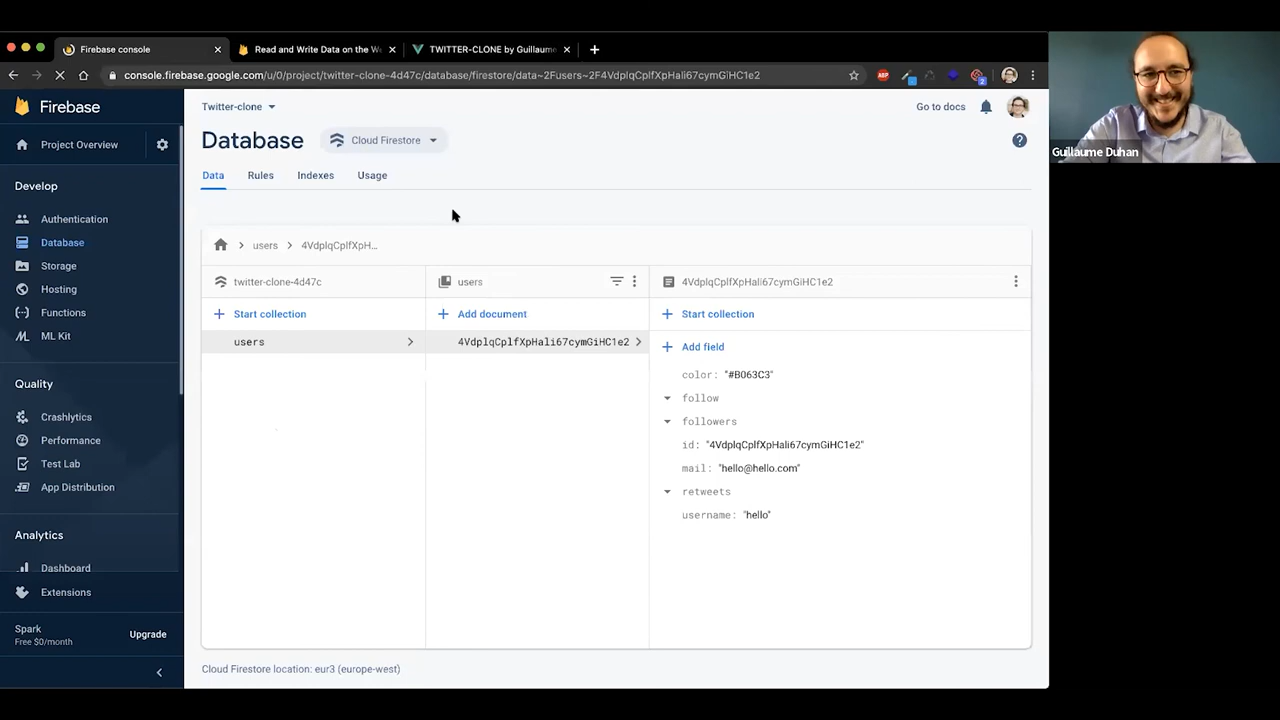 Firebase console
Read and Write Data on the We
TWITTER-CLONE by Guillaume
console.firebase.google.com/u/0/project/twitter-clone-4d47c/database/firestore/data~2Fusers~2F4VdplqCplfXpHali67cymGiHC1e2
ABP
2
Guillaume Duhan
Firebase
Project Overview
Develop
Authentication
Database
Storage
Hosting
Functions
ML Kit
Quality
Crashlytics
Performance
Test Lab
App Distribution
Analytics
Dashboard
Extensions
Spark
Free $0/month
Upgrade
Twitter-clone
Go to docs
Database
Cloud Firestore
Data
Rules
Indexes
Usage
users
4VdplqCplfXpH...
twitter-clone-4d47c
Start collection
users
users
Add document
4VdplqCplfXpHali67cymGiHC1e2
4VdplqCplfXpHali67cymGiHC1e2
Start collection
Add field
color: "#B063C3"
follow
followers
id: "4VdplqCplfXpHali67cymGiHC1e2"
mail: "hello@hello.com"
retweets
username: "hello"
Cloud Firestore location: eur3 (europe-west)